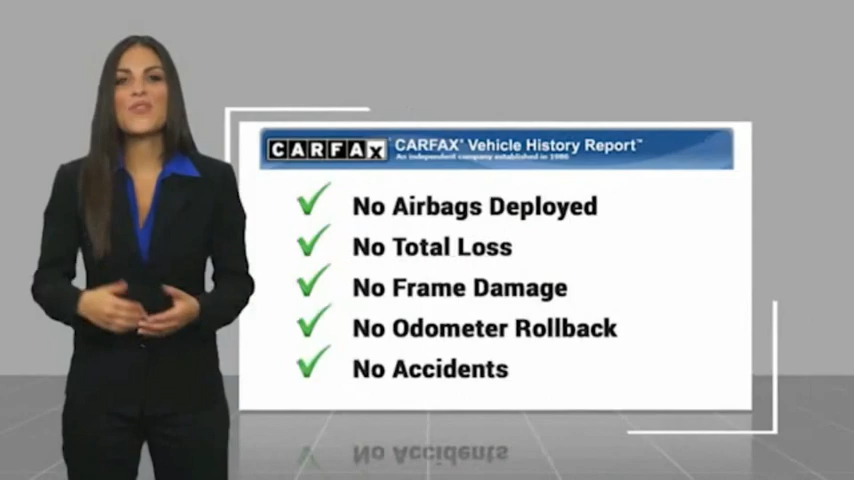 CARFAX CARFAX® Vehicle History Report™
An independent company established in 1986
No Airbags Deployed
No Total Loss
No Frame Damage
No Odometer Rollback
No Accidents
No Accidents